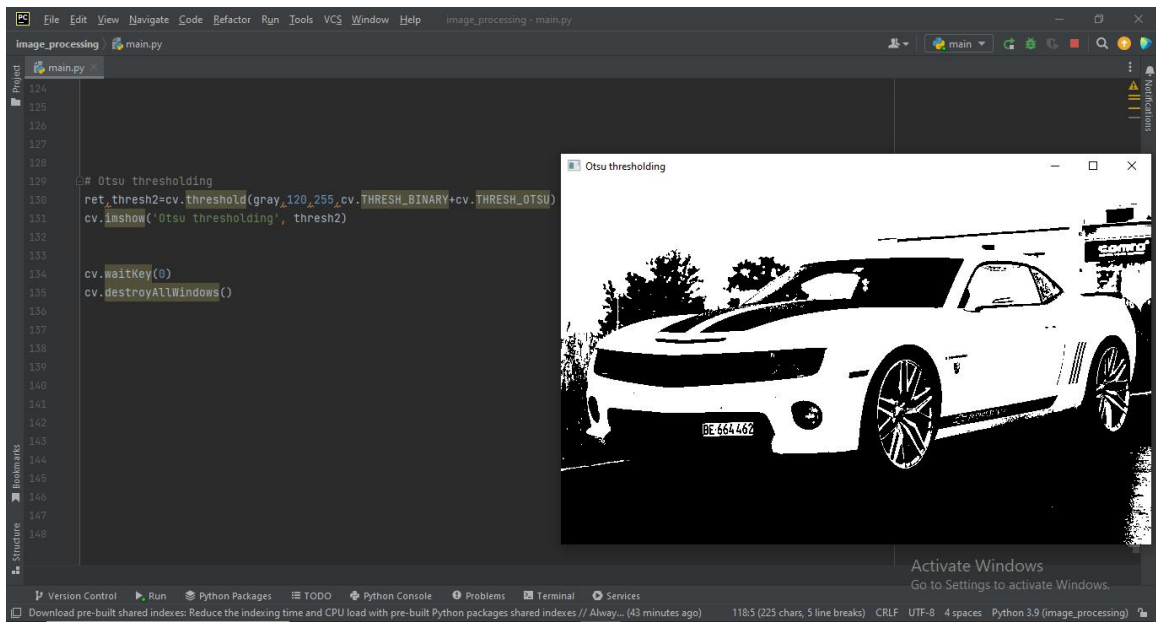 PC File Edit View Navigate Code Refactor Run Tools VCS Window Help image_processing - main.py
image_processing main.py main
main.py
Project
Notifications
124
125
126
127
128
129 # Otsu thresholding
130 ret,thresh2=cv.threshold(gray,120,255,cv.THRESH_BINARY+cv.THRESH_OTSU)
131 cv.imshow('Otsu thresholding', thresh2)
132
133
134 cv.waitKey(0)
135 cv.destroyAllWindows()
136
137
138
139
140
141
142
143
144
145
146
147
148
Otsu thresholding
BE·664462
Bookmarks
Structure
Activate Windows
Go to Settings to activate Windows.
Version Control Run Python Packages TODO Python Console Problems Terminal Services
Download pre-built shared indexes: Reduce the indexing time and CPU load with pre-built Python packages shared indexes // Alway... (43 minutes ago) 118:5 (225 chars, 5 line breaks) CRLF UTF-8 4 spaces Python 3.9 (image_processing)